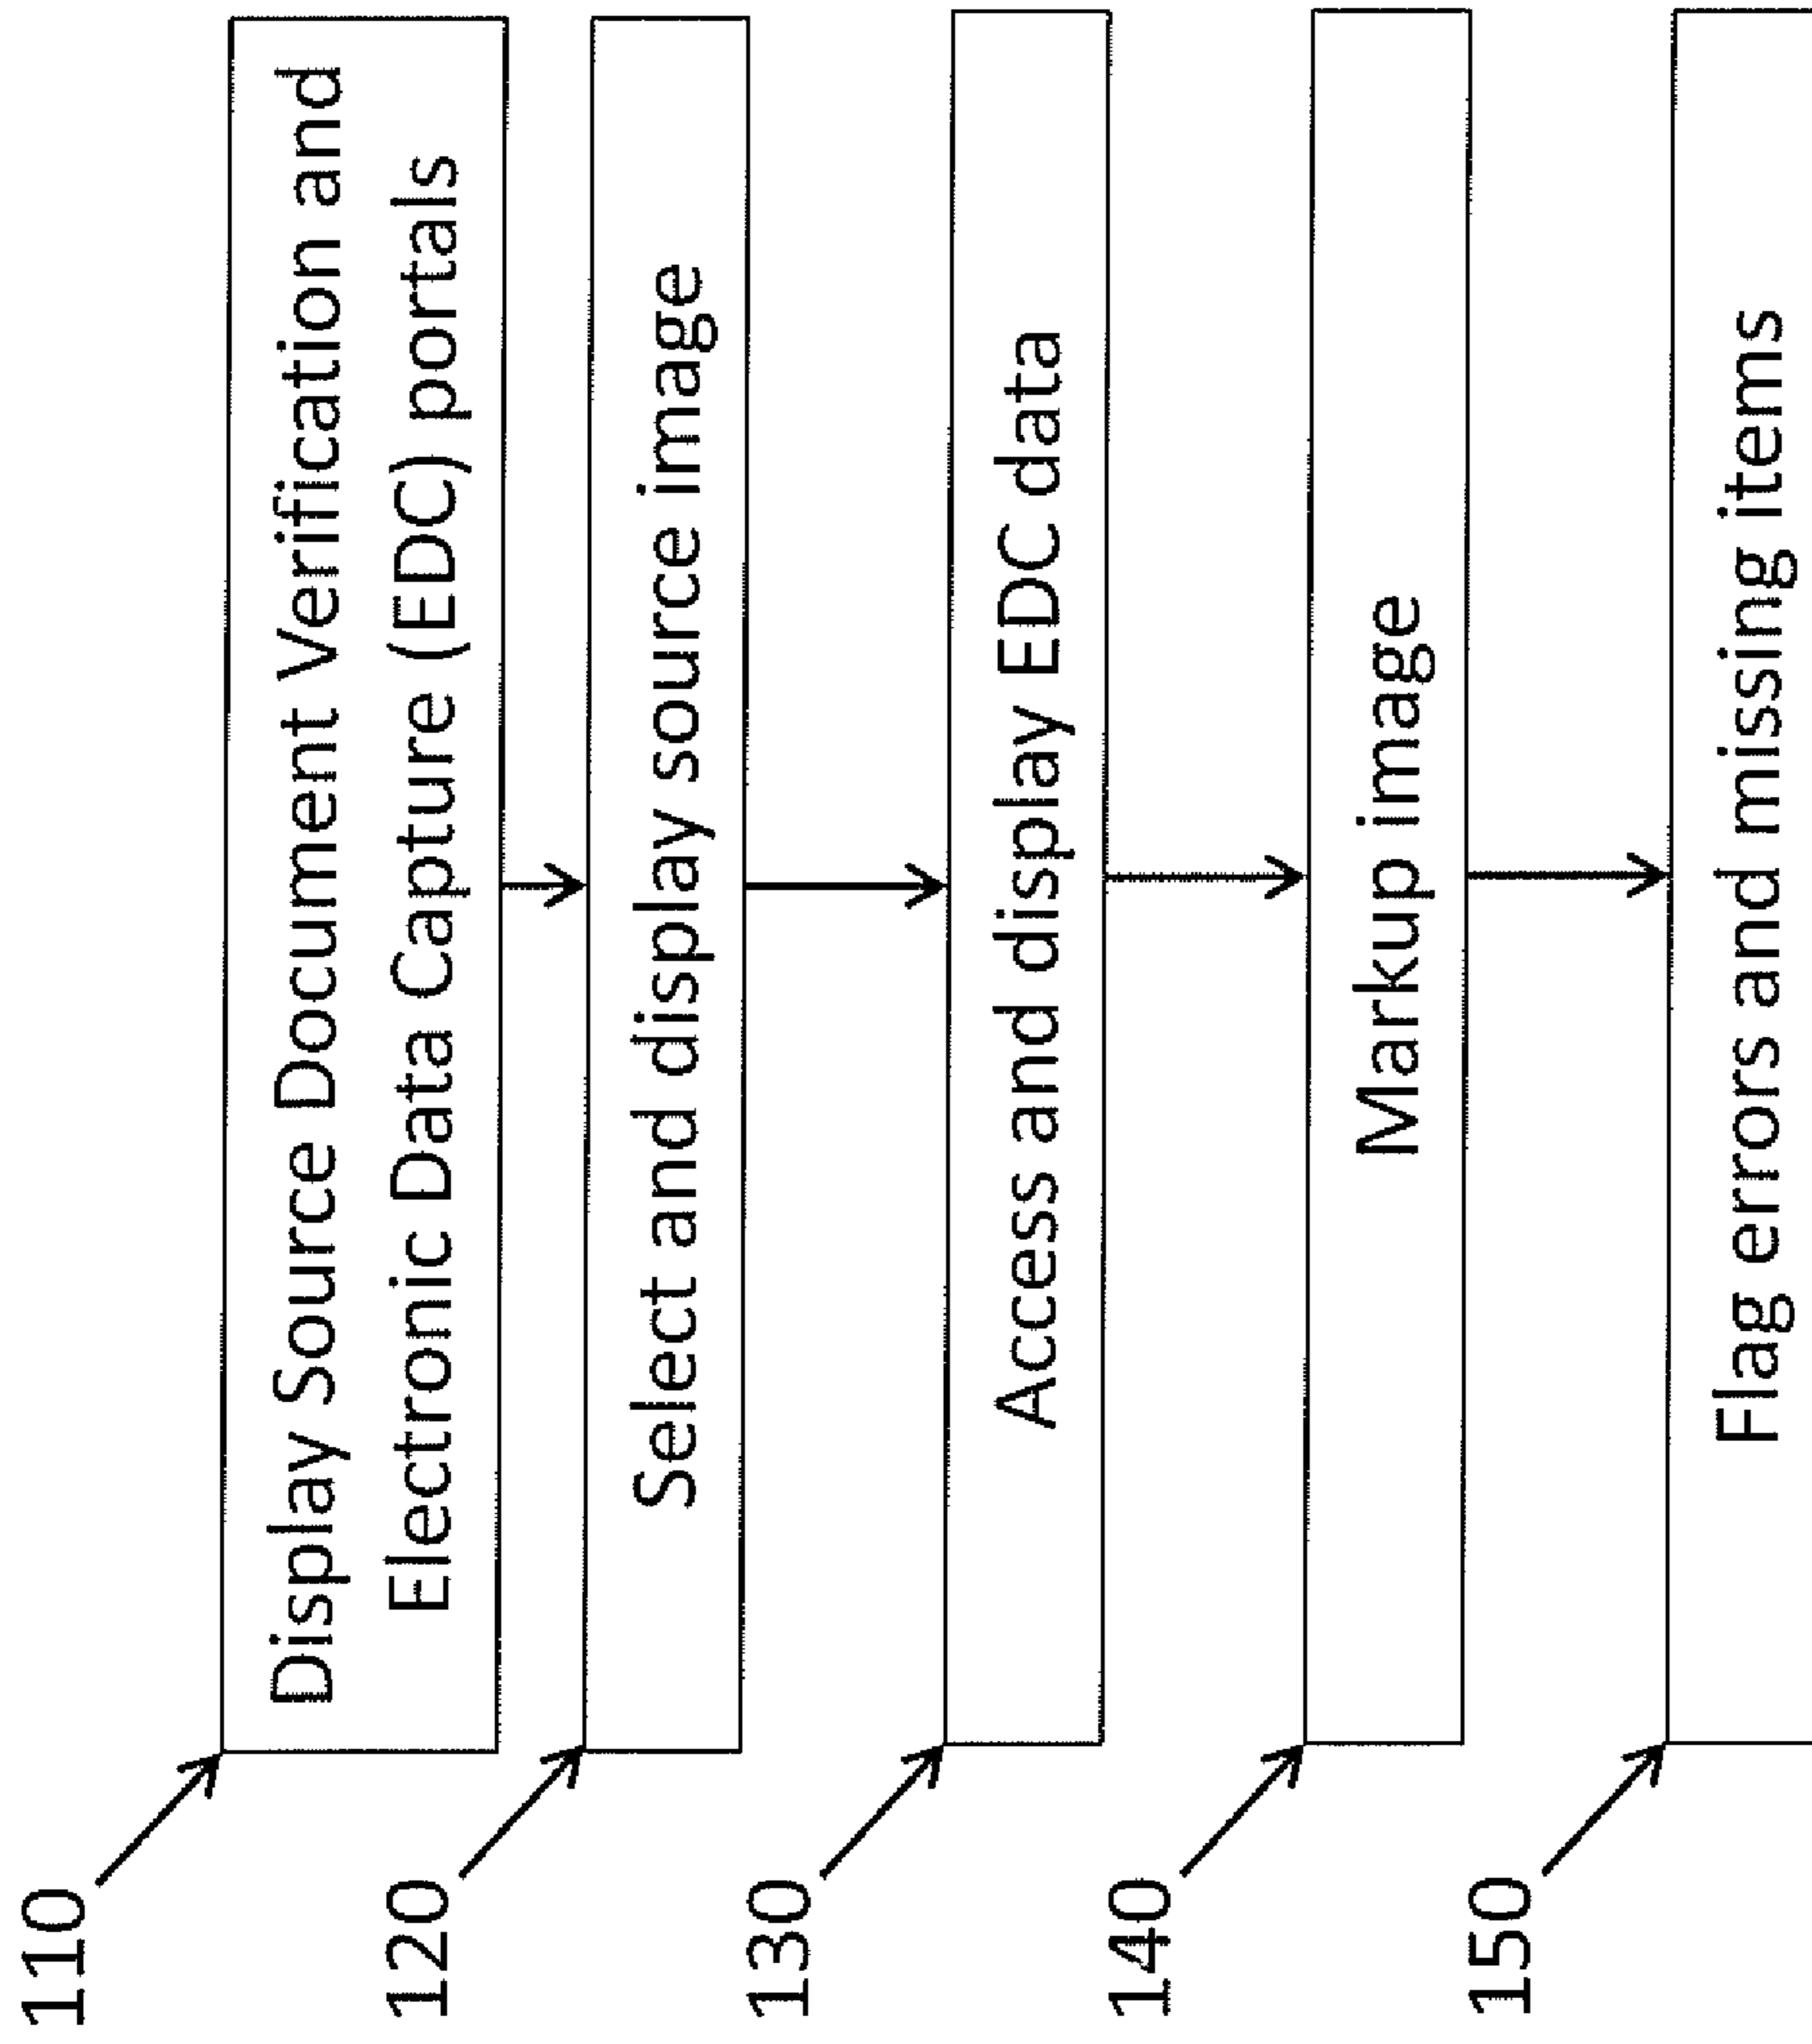 110
Display Source Document Verification and
Electronic Data Capture (EDC) portals
120
Select and display source image
130
Access and display EDC data
140
Markup image
150
Flag errors and missing items